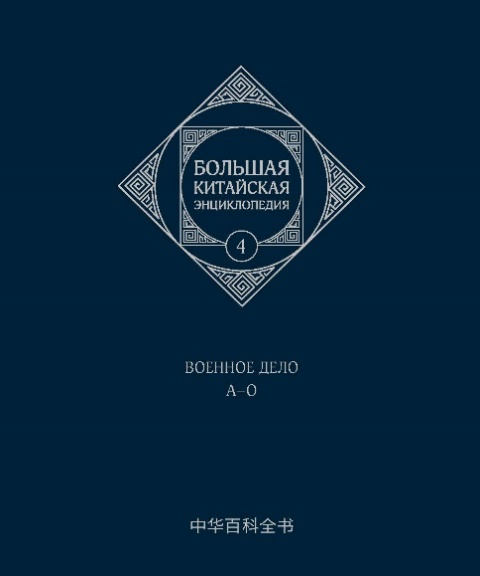 БОЛЬШАЯ
КИТАЙСКАЯ
ЭНЦИКЛОПЕДИЯ
4
ВОЕННОЕ ДЕЛО
А–О
中华百科全书